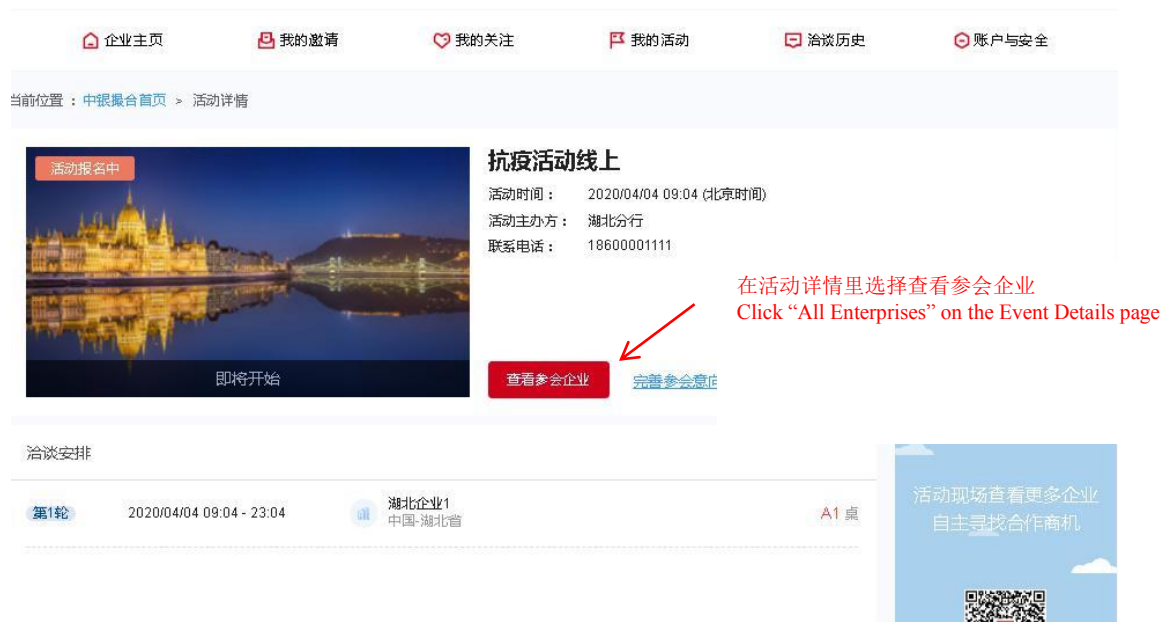 企业主页 我的邀请 我的关注 我的活动 洽谈历史 账户与安全
当前位置：中银撮合首页 > 活动详情
活动报名中
即将开始
抗疫活动线上
活动时间： 2020/04/04 09:04 (北京时间)
活动主办方： 湖北分行
联系电话： 18600001111
在活动详情里选择查看参会企业
Click “All Enterprises” on the Event Details page
查看参会企业 完善参会意向
洽谈安排
第1轮 2020/04/04 09:04 - 23:04 湖北企业1 A1 桌
中国-湖北省
活动现场查看更多企业
自主寻找合作商机